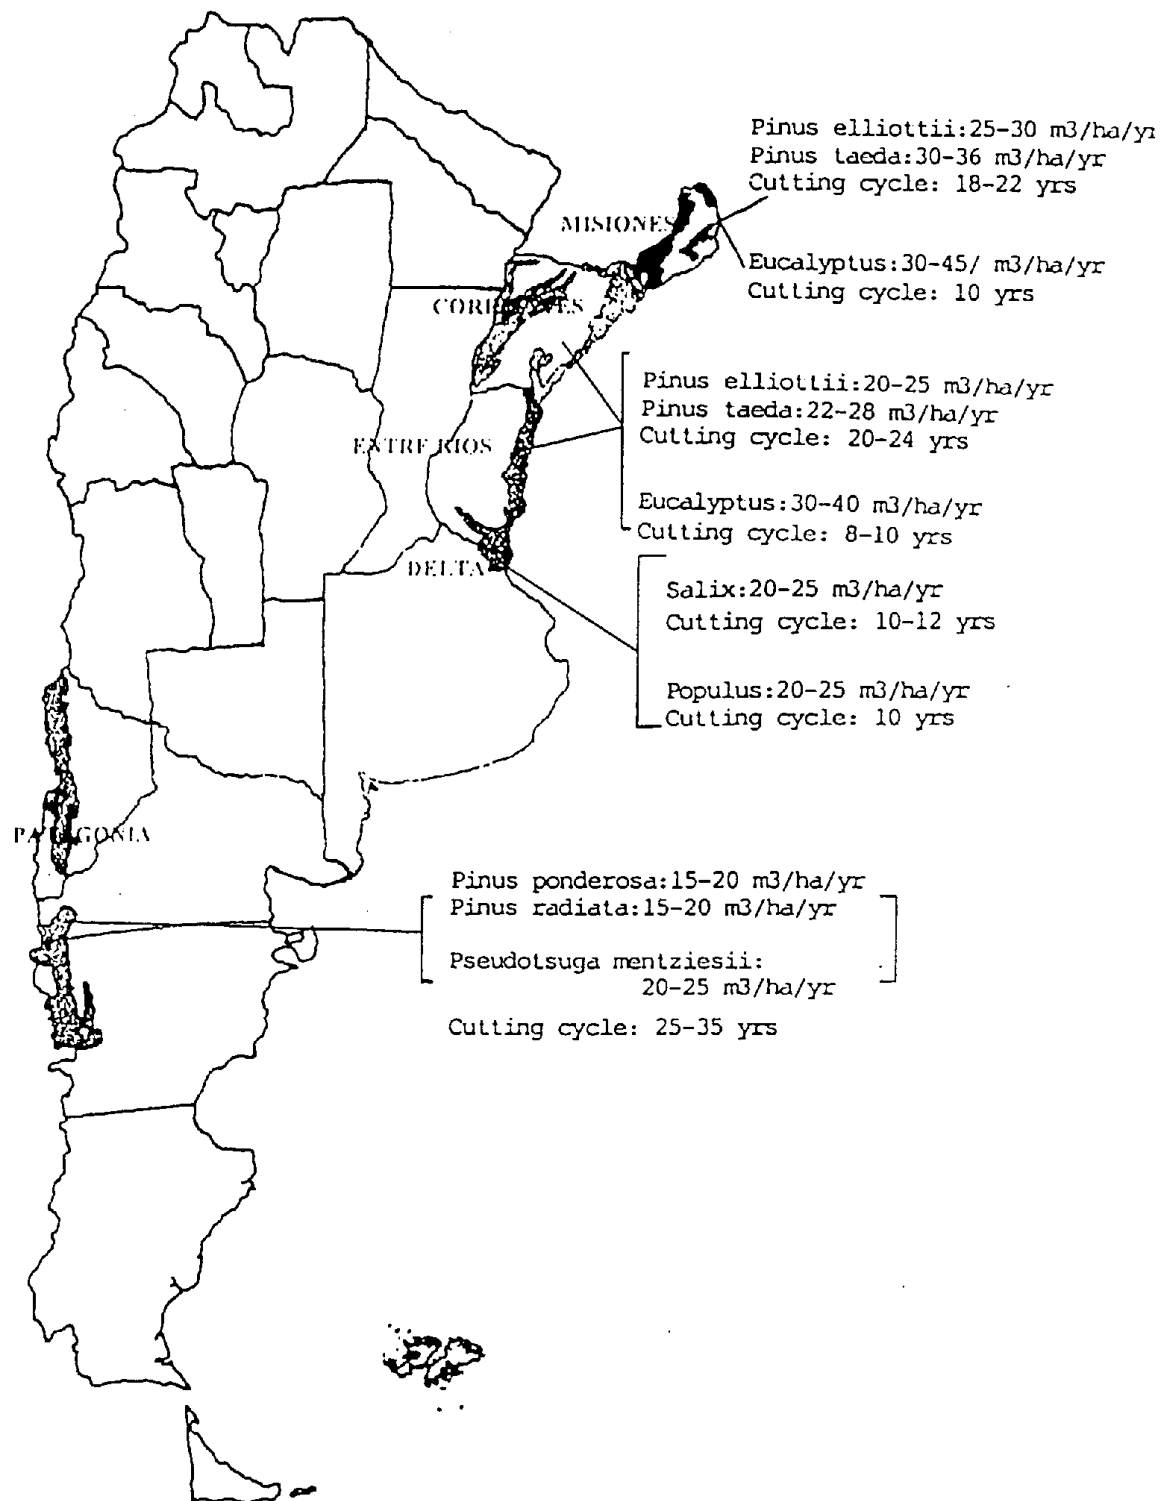 Pinus elliottii:25-30 m3/ha/yr
Pinus taeda:30-36 m3/ha/yr
Cutting cycle: 18-22 yrs
MISIONES
Eucalyptus:30-45/ m3/ha/yr
Cutting cycle: 10 yrs
CORRIENTES
Pinus elliottii:20-25 m3/ha/yr
Pinus taeda:22-28 m3/ha/yr
Cutting cycle: 20-24 yrs
ENTRE RIOS
Eucalyptus:30-40 m3/ha/yr
Cutting cycle: 8-10 yrs
DELTA
Salix:20-25 m3/ha/yr
Cutting cycle: 10-12 yrs
Populus:20-25 m3/ha/yr
Cutting cycle: 10 yrs
PATAGONIA
Pinus ponderosa:15-20 m3/ha/yr
Pinus radiata:15-20 m3/ha/yr
Pseudotsuga mentziesii:
20-25 m3/ha/yr
Cutting cycle: 25-35 yrs